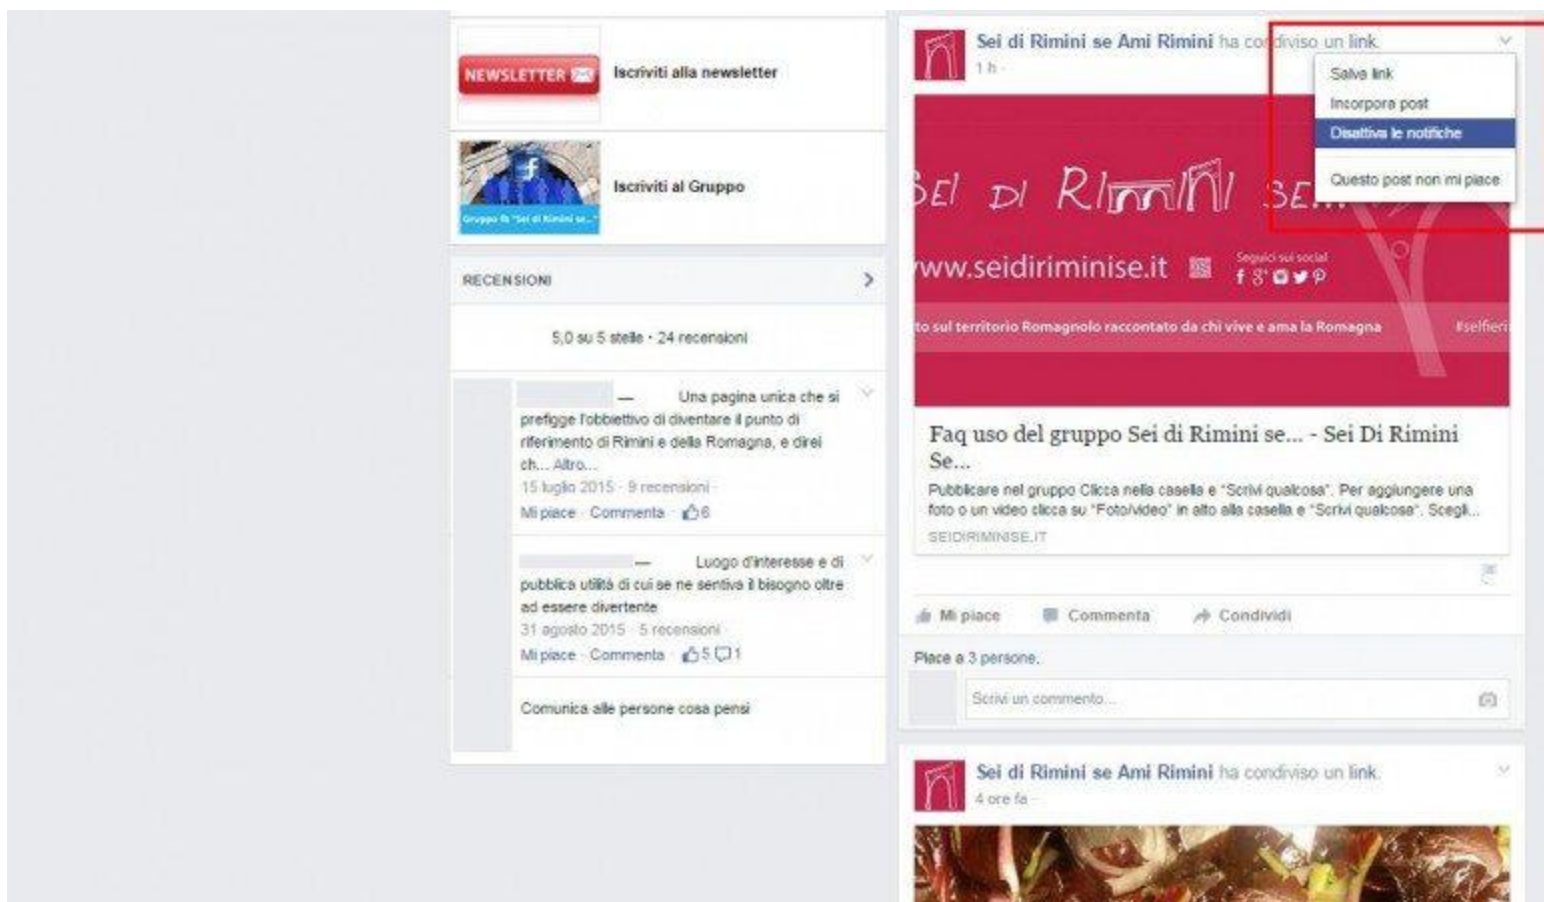 NEWSLETTER
Iscriviti alla newsletter
Gruppo fb "Sei di Rimini se..."
Iscriviti al Gruppo
RECENSIONI
5,0 su 5 stelle · 24 recensioni
— Una pagina unica che si
prefigge l'obbiettivo di diventare il punto di
riferimento di Rimini e della Romagna, e direi
ch... Altro...
15 luglio 2015 · 9 recensioni ·
Mi piace · Commenta · 6
— Luogo d'interesse e di
pubblica utilità di cui se ne sentiva il bisogno oltre
ad essere divertente
31 agosto 2015 · 5 recensioni
Mi piace · Commenta · 5 1
Comunica alle persone cosa pensi
Sei di Rimini se Ami Rimini ha condiviso un link.
1 h ·
Salva link
Incorpora post
Disattiva le notifiche
Questo post non mi piace
SEI DI RIMINI SE...
www.seidiriminise.it
Seguici sui social
to sul territorio Romagnolo raccontato da chi vive e ama la Romagna #selfieri
Faq uso del gruppo Sei di Rimini se... - Sei Di Rimini
Se...
Pubblicare nel gruppo Clicca nella casella e "Scrivi qualcosa". Per aggiungere una
foto o un video clicca su "Foto/video" in alto alla casella e "Scrivi qualcosa". Scegli...
SEIDIRIMINISE.IT
Mi piace Commenta Condividi
Piace a 3 persone.
Scrivi un commento...
Sei di Rimini se Ami Rimini ha condiviso un link.
4 ore fa ·